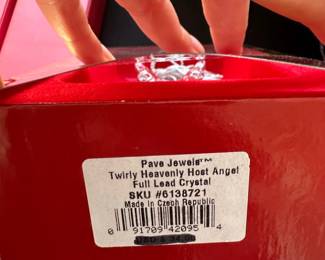 Pave Jewels™
Twirly Heavenly Host Angel
Full Lead Crystal
SKU #6138721
Made in Czech Republic
0 91709 42095 4